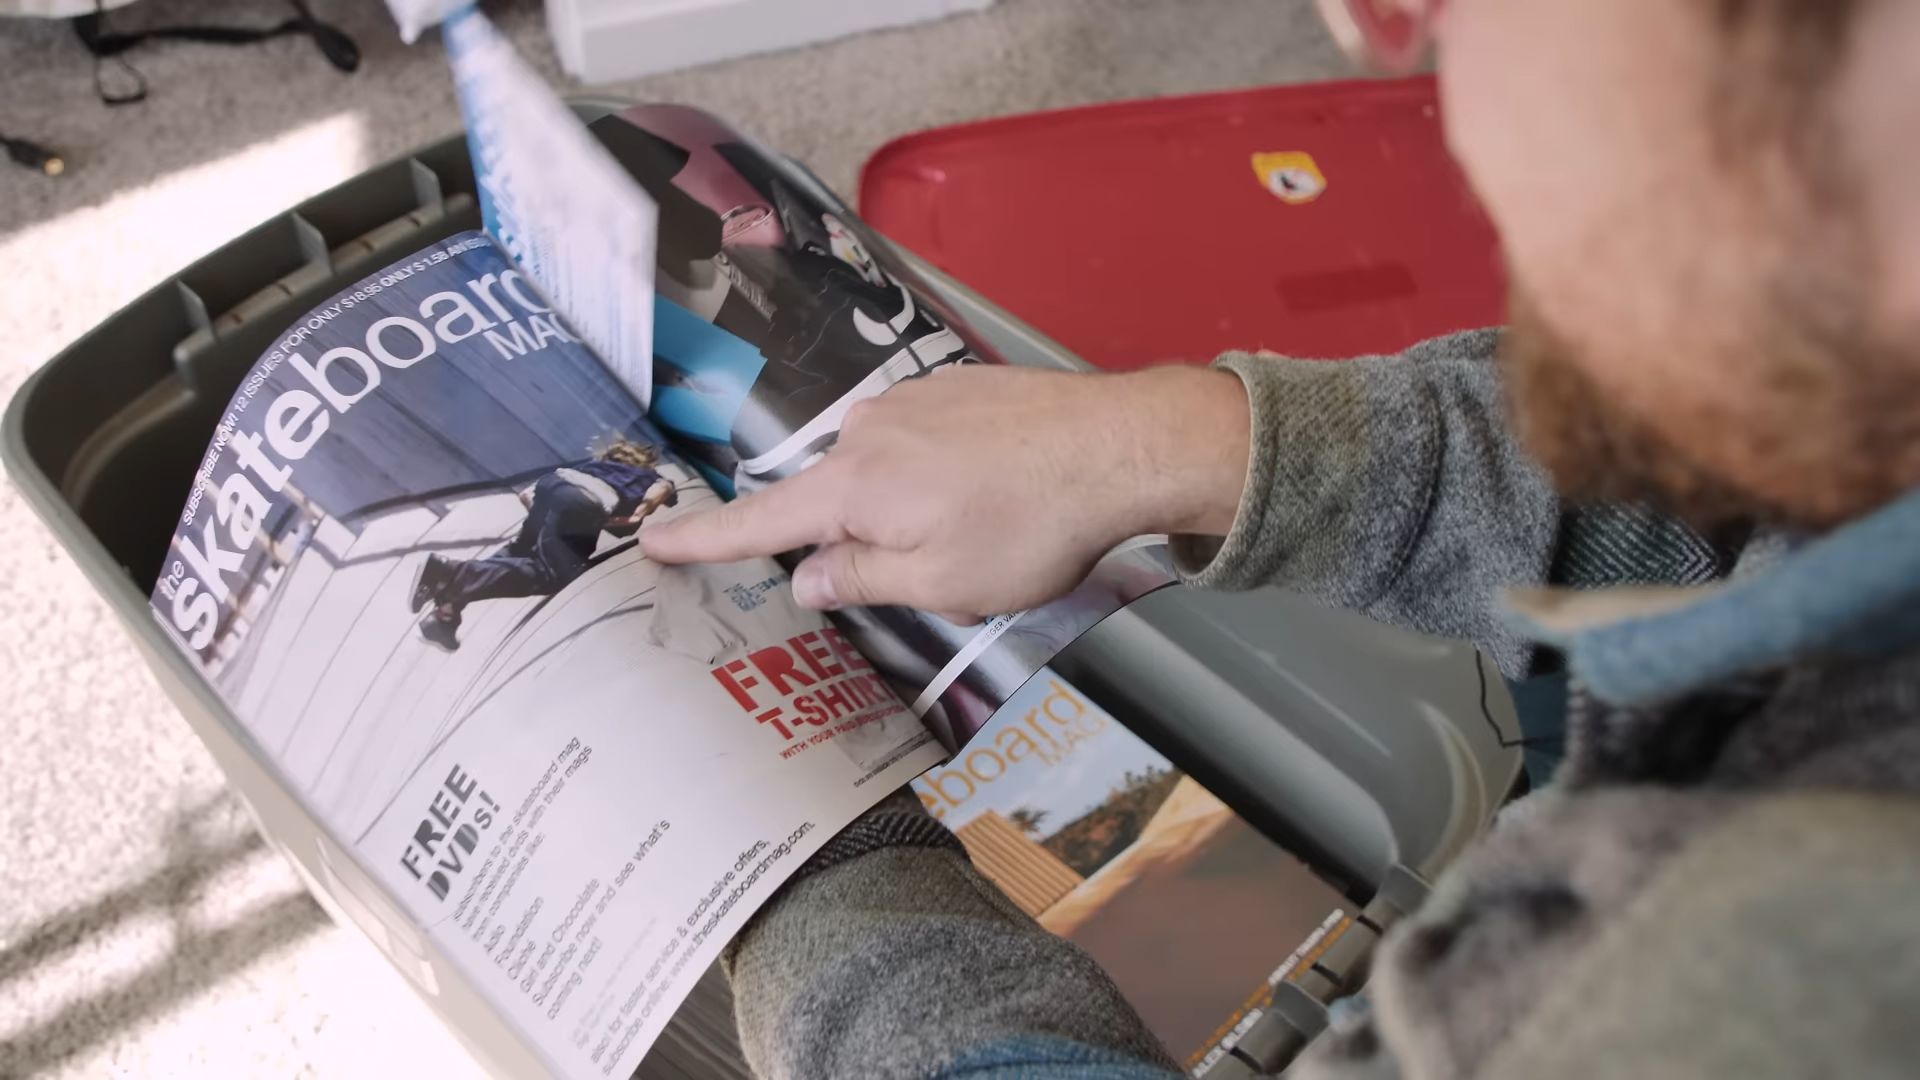 SUBSCRIBE NOW! 12 ISSUES FOR ONLY $18.95 ONLY $1.58 AN ISSUE
the
skateboard
MAG
FREE
T-SHIRT
WITH YOUR PAID
FREE
DVDs!
subscribers to the skateboard mag
have received dvds with their mags
from companies like:
Adio
Foundation
Cliché
Girl and Chocolate
Subscribe now and see what's
coming next!
also for faster service & exclusive offers,
subscribe online: www.theskateboardmag.com.
eboard
MAG